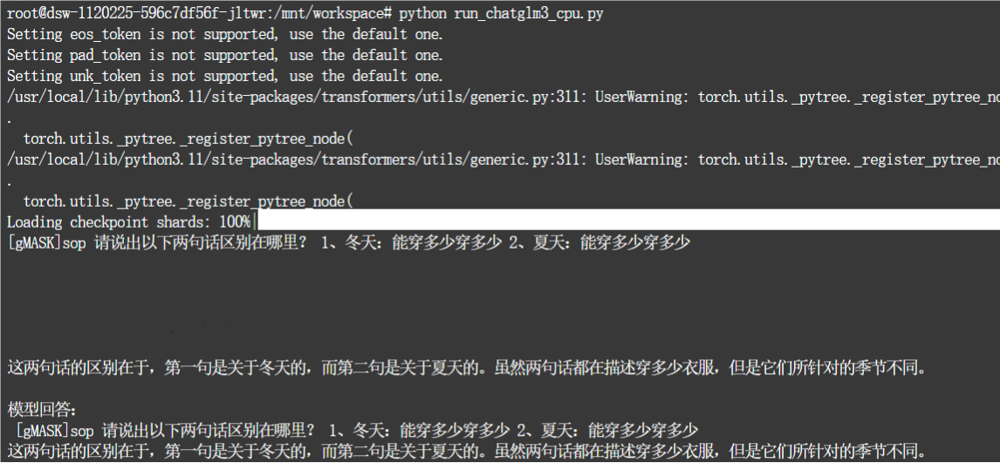 root@dsw-1120225-596c7df56f-jltwr:/mnt/workspace# python run_chatglm3_cpu.py
Setting eos_token is not supported, use the default one.
Setting pad_token is not supported, use the default one.
Setting unk_token is not supported, use the default one.
/usr/local/lib/python3.11/site-packages/transformers/utils/generic.py:311: UserWarning: torch.utils._pytree._register_pytree_no
.
  torch.utils._pytree._register_pytree_node(
/usr/local/lib/python3.11/site-packages/transformers/utils/generic.py:311: UserWarning: torch.utils._pytree._register_pytree_no
.
  torch.utils._pytree._register_pytree_node(
Loading checkpoint shards: 100%|
[gMASK]sop 请说出以下两句话区别在哪里? 1、冬天:能穿多少穿多少 2、夏天:能穿多少穿多少
这两句话的区别在于,第一句是关于冬天的,而第二句是关于夏天的。虽然两句话都在描述穿多少衣服,但是它们所针对的季节不同。
模型回答:
 [gMASK]sop 请说出以下两句话区别在哪里? 1、冬天:能穿多少穿多少 2、夏天:能穿多少穿多少
这两句话的区别在于,第一句是关于冬天的,而第二句是关于夏天的。虽然两句话都在描述穿多少衣服,但是它们所针对的季节不同。